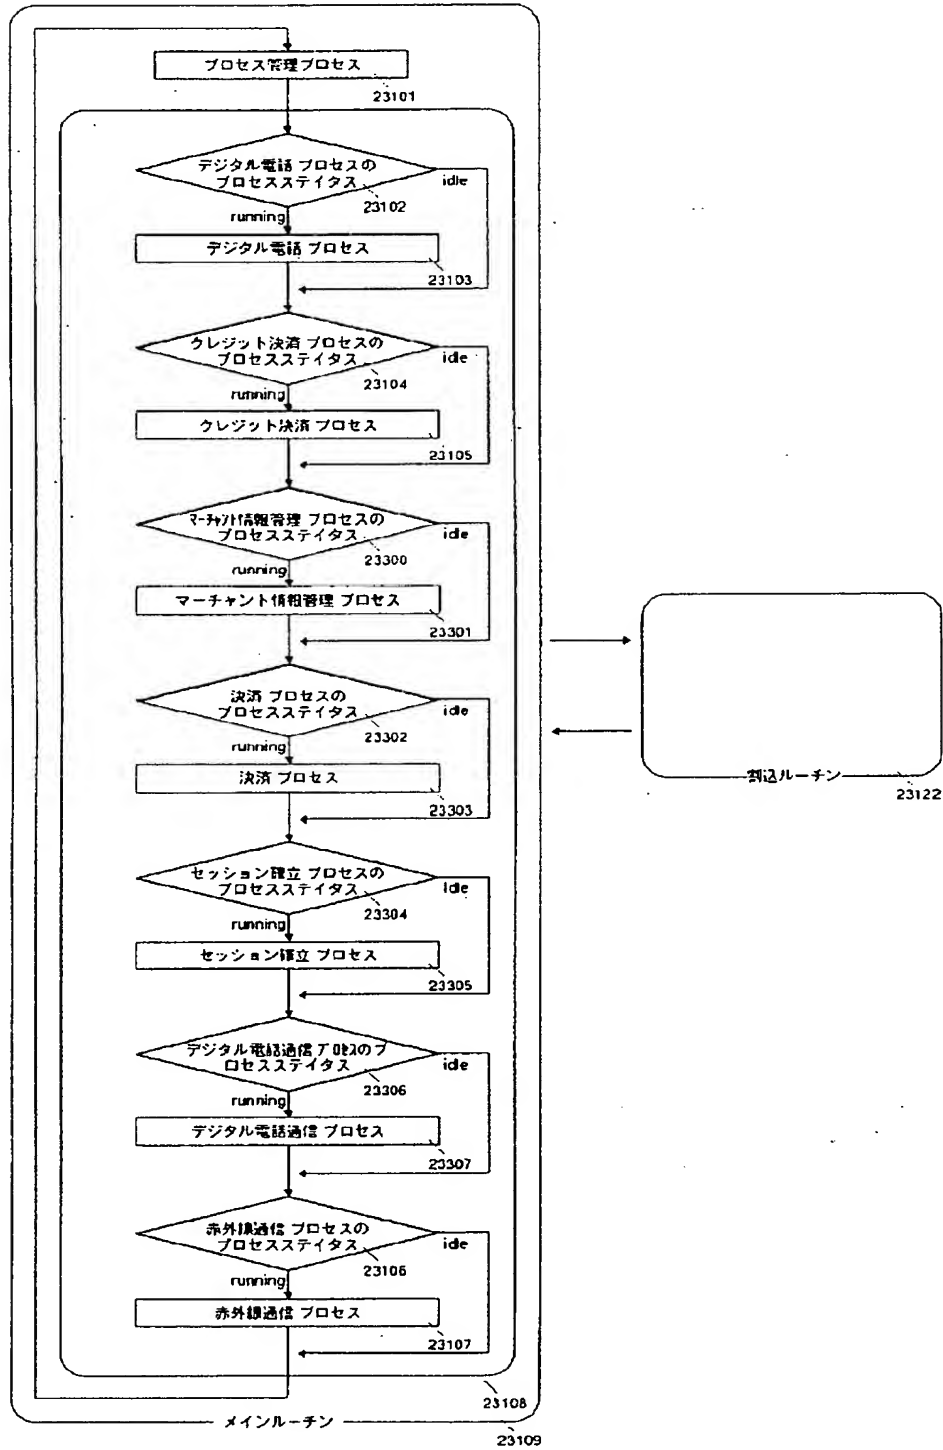 プロセス管理プロセス
23101
デジタル電話 プロセスの
プロセスステイタス
23102
idle
running
デジタル電話 プロセス
23103
クレジット決済 プロセスの
プロセスステイタス
23104
idle
running
クレジット決済 プロセス
23105
マーチャント情報管理 プロセスの
プロセスステイタス
23300
idle
running
マーチャント情報管理 プロセス
23301
決済 プロセスの
プロセスステイタス
23302
idle
running
決済 プロセス
23303
セッション確立 プロセスの
プロセスステイタス
23304
idle
running
セッション確立 プロセス
23305
デジタル電話通信 プロセスのプ
ロセスステイタス
23306
idle
running
デジタル電話通信 プロセス
23307
赤外線通信 プロセスの
プロセスステイタス
23106
idle
running
赤外線通信 プロセス
23107
23108
メインルーチン
23109
割込ルーチン
23122